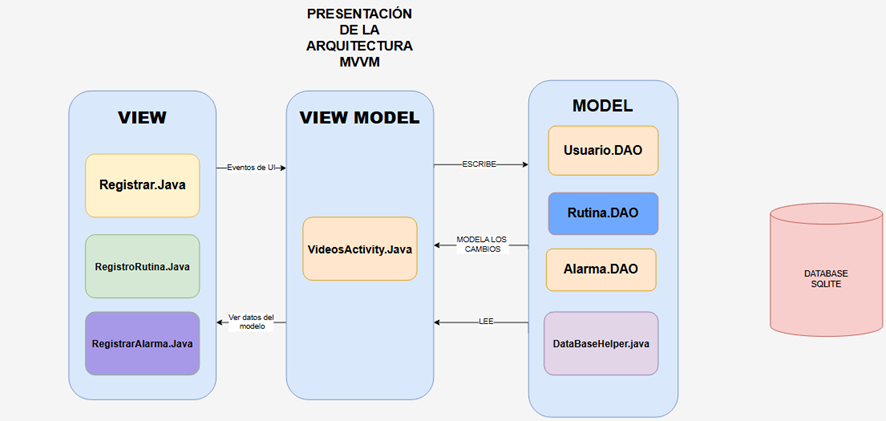 PRESENTACIÓN
DE LA
ARQUITECTURA
MVVM
VIEW
Registrar.Java
RegistroRutina.Java
RegistrarAlarma.Java
Eventos de UI
Ver datos del
modelo
VIEW MODEL
VideosActivity.Java
ESCRIBE
MODELA LOS
CAMBIOS
LEE
MODEL
Usuario.DAO
Rutina.DAO
Alarma.DAO
DataBaseHelper.java
DATABASE
SQLITE